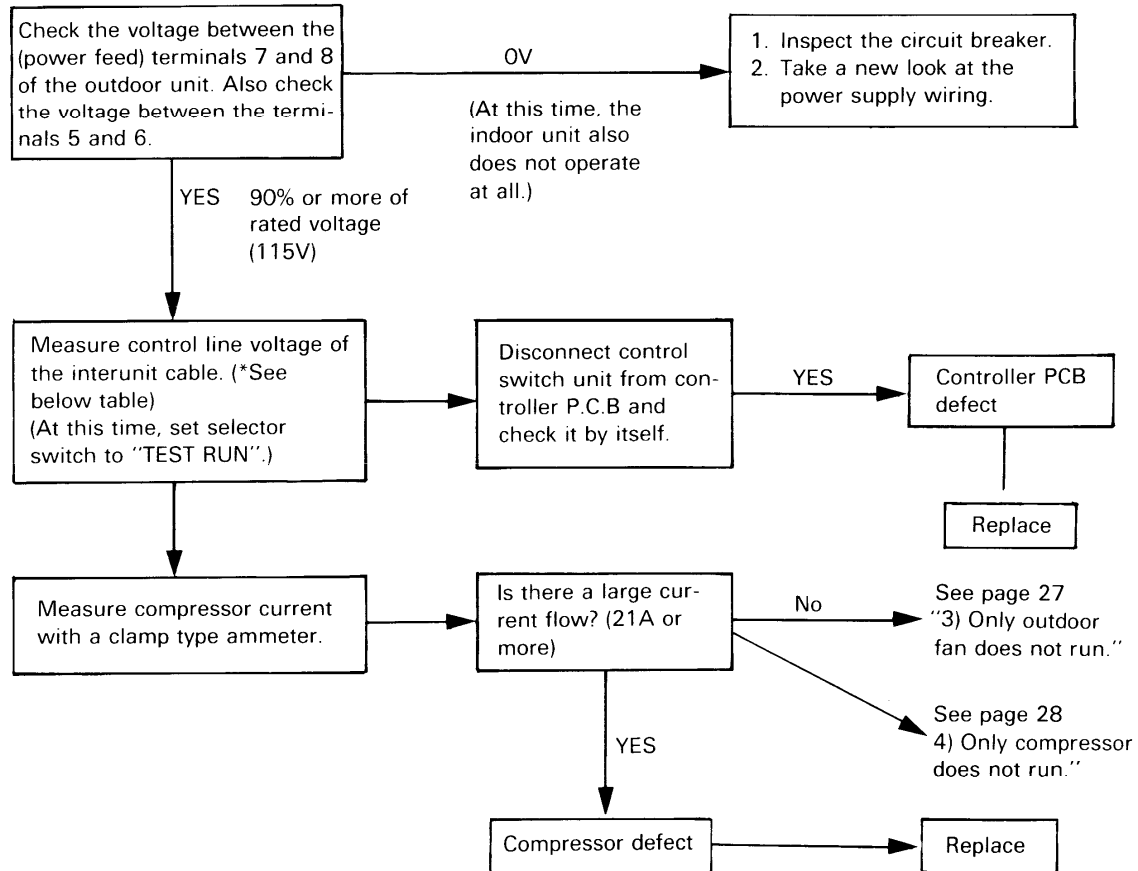 Check the voltage between the
(power feed) terminals 7 and 8
of the outdoor unit. Also check
the voltage between the termi-
nals 5 and 6.
OV
(At this time, the
indoor unit also
does not operate
at all.)
1. Inspect the circuit breaker.
2. Take a new look at the
power supply wiring.
YES
90% or more of
rated voltage
(115V)
Measure control line voltage of
the interunit cable. (*See
below table)
(At this time, set selector
switch to "TEST RUN".)
Disconnect control
switch unit from con-
troller P.C.B and
check it by itself.
YES
Controller PCB
defect
Replace
Measure compressor current
with a clamp type ammeter.
Is there a large cur-
rent flow? (21A or
more)
No
See page 27
"3) Only outdoor
fan does not run."
See page 28
4) Only compressor
does not run."
YES
Compressor defect
Replace